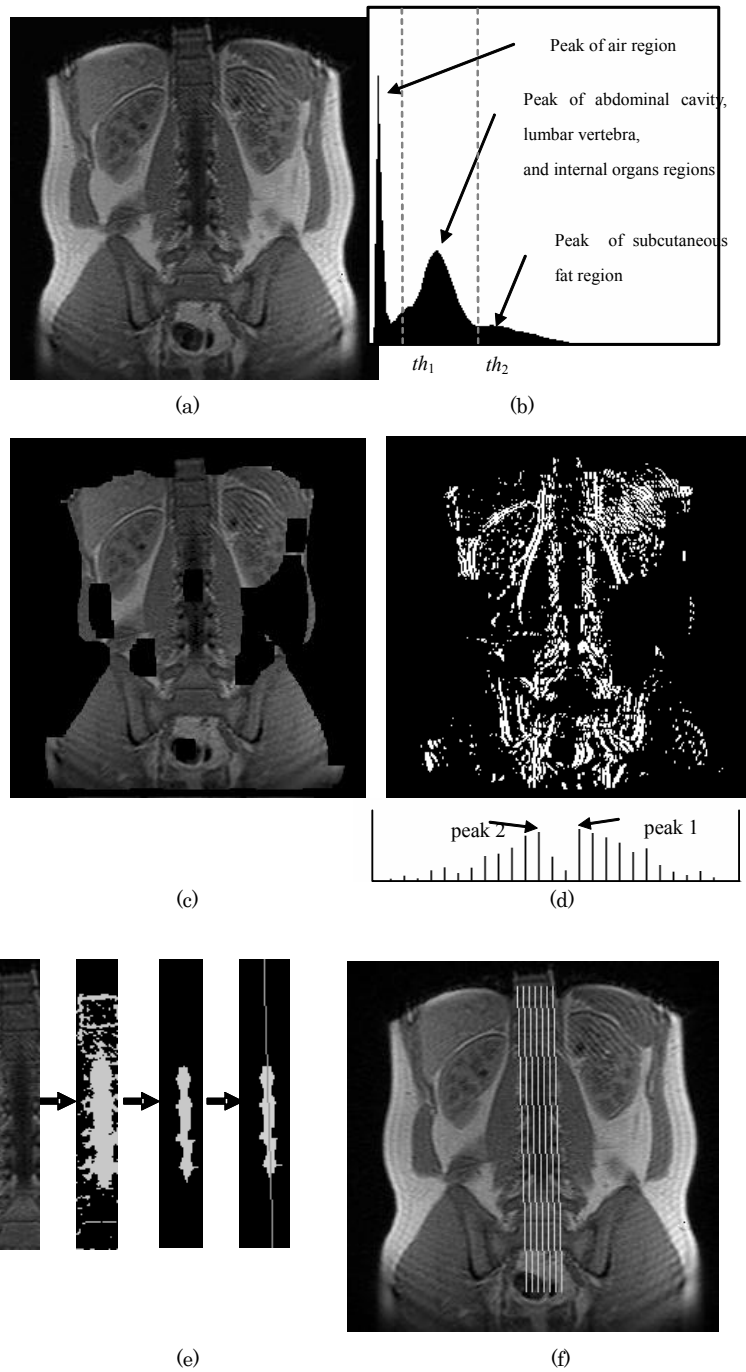 Peak of air region
Peak of abdominal cavity,
lumbar vertebra,
and internal organs regions
Peak of subcutaneous
fat region
th1 th2
(a) (b)
peak 2 peak 1
(c) (d)
(e) (f)